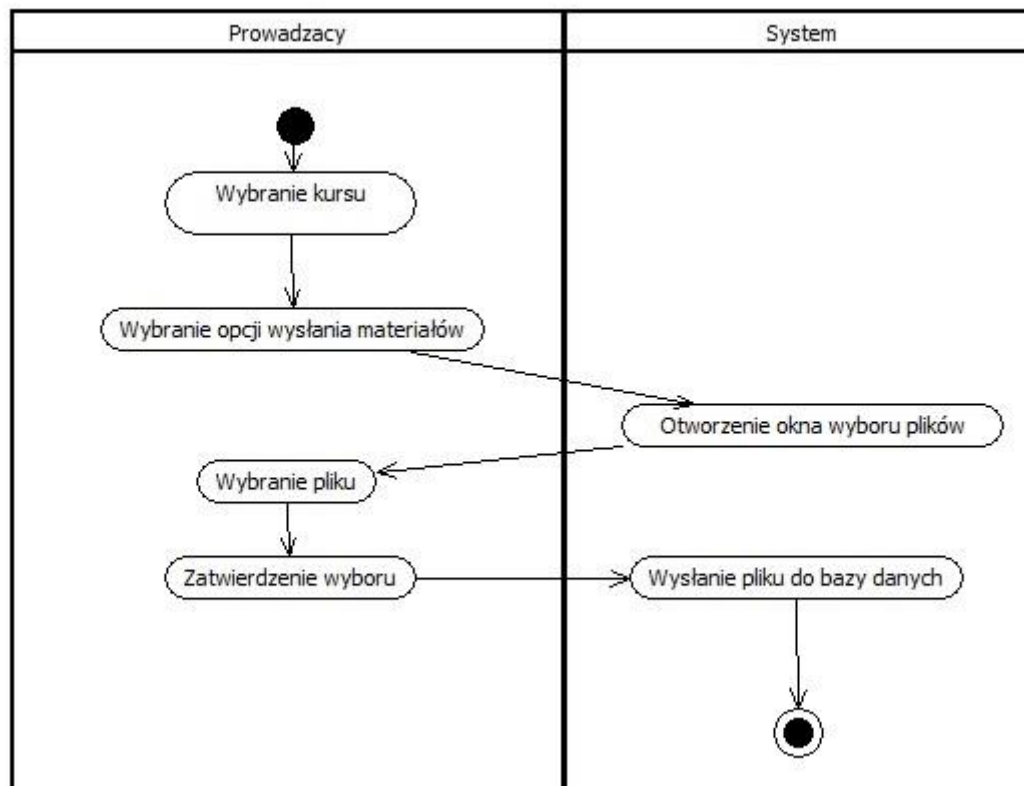 Prowadzacy
System
Wybranie kursu
Wybranie opcji wysłania materiałów
Otworzenie okna wyboru plików
Wybranie pliku
Zatwierdzenie wyboru
Wysłanie pliku do bazy danych